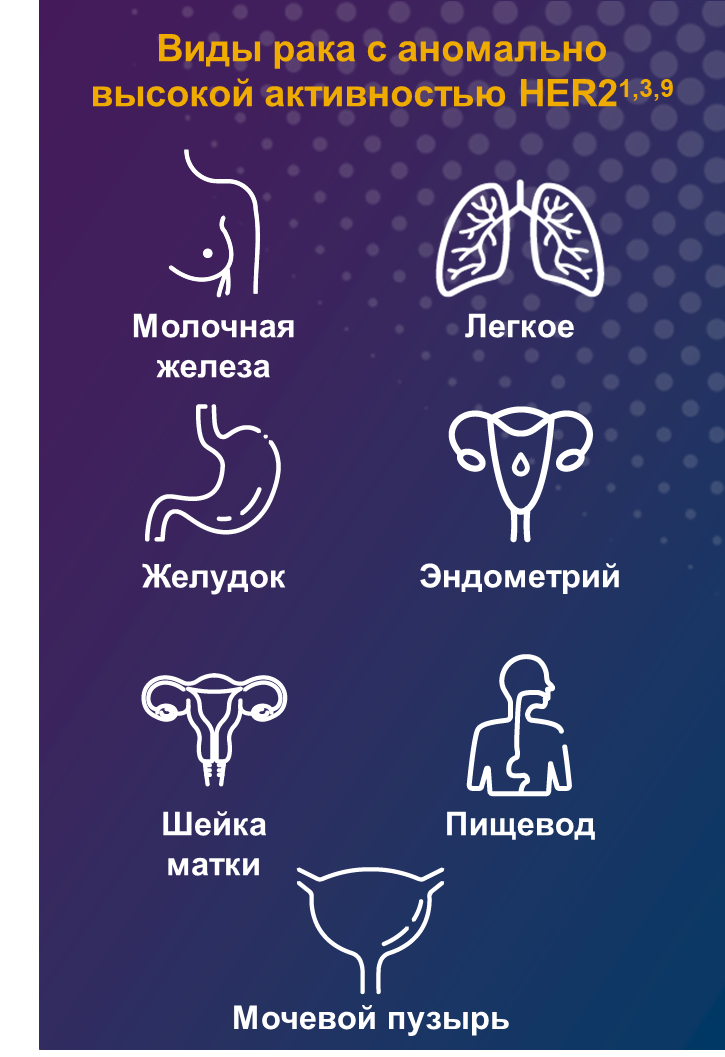 Виды рака с аномально
высокой активностью HER2¹,³,⁹
Молочная
железа
Легкое
Желудок
Эндометрий
Шейка
матки
Пищевод
Мочевой пузырь